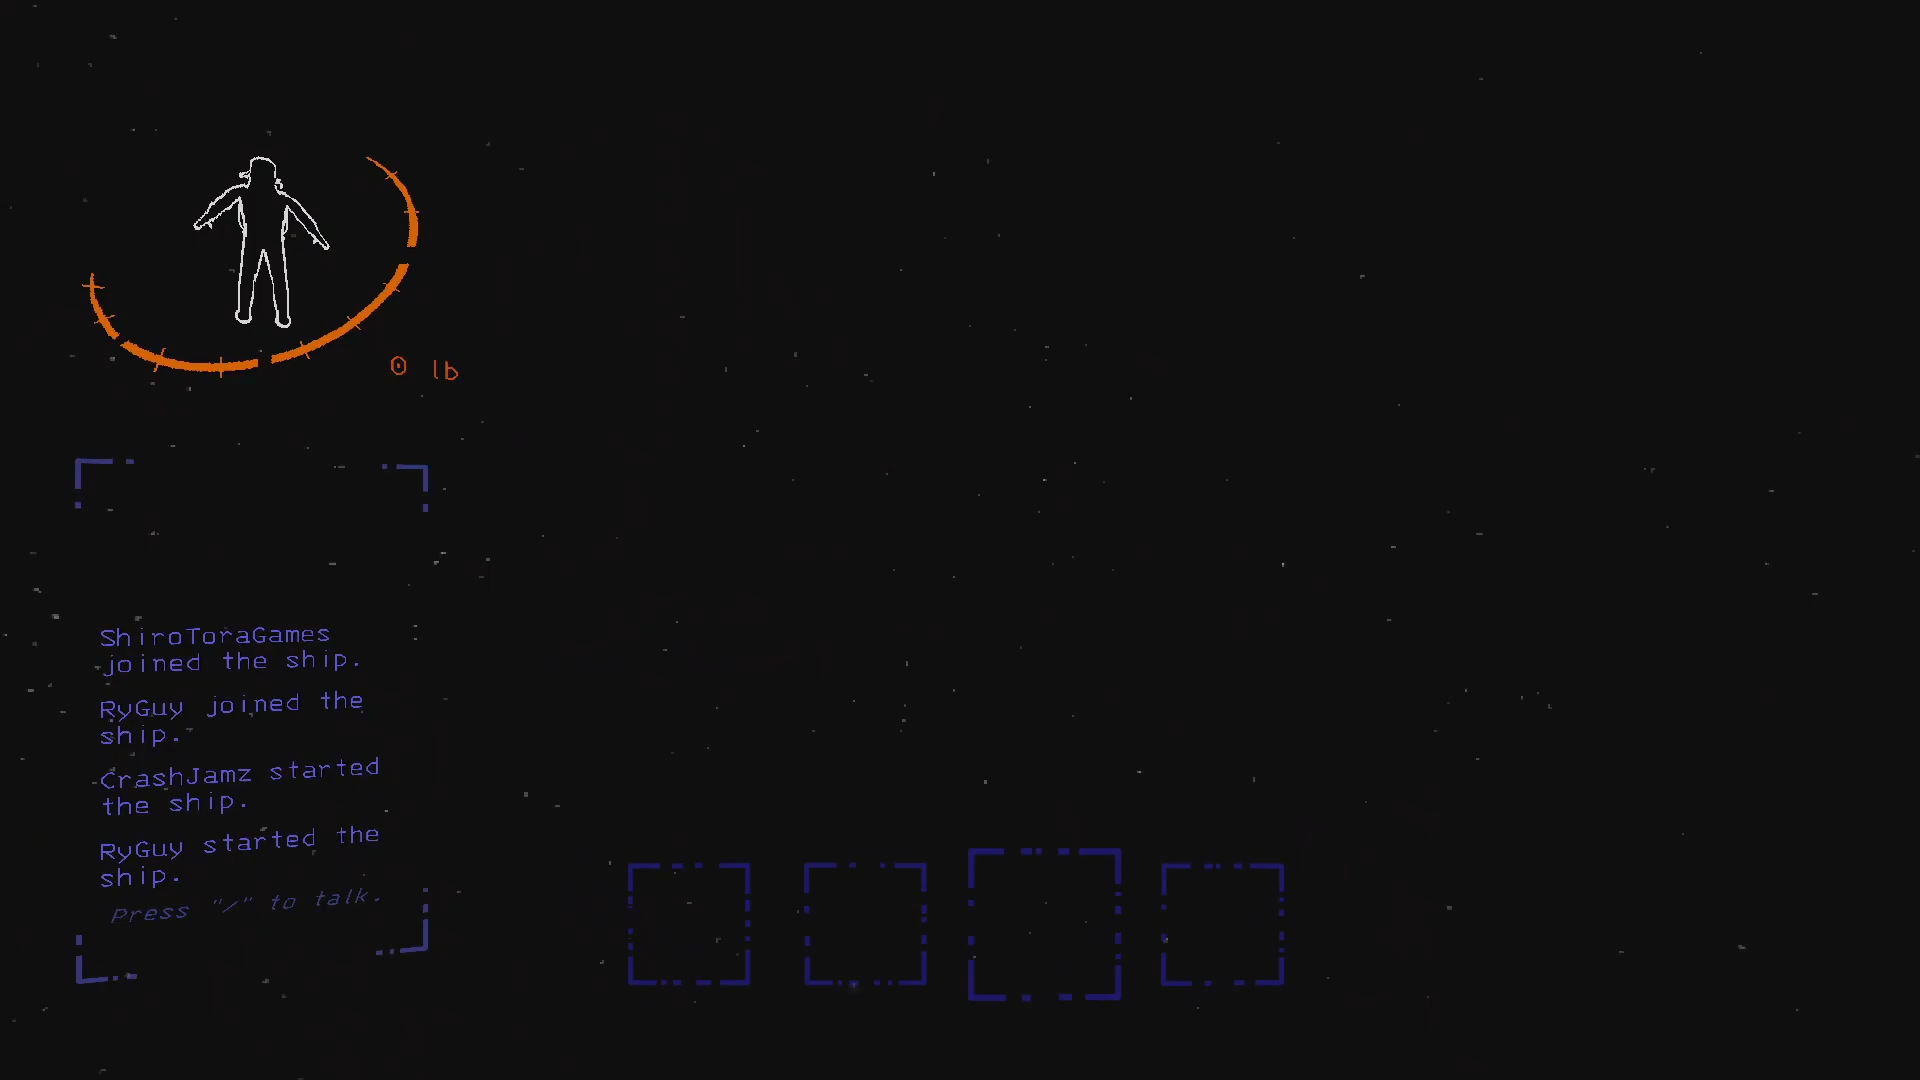 0 lb
ShiroToraGames
joined the ship.
RyGuy joined the
ship.
CrashJamz started
the ship.
RyGuy started the
ship.
Press "/" to talk.